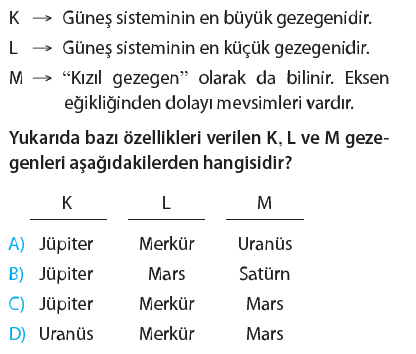 K → Güneş sisteminin en büyük gezegenidir.
L → Güneş sisteminin en küçük gezegenidir.
M → “Kızıl gezegen” olarak da bilinir. Eksen
eğikliğinden dolayı mevsimleri vardır.
Yukarıda bazı özellikleri verilen K, L ve M geze-
genleri aşağıdakilerden hangisidir?
K L M
A) Jüpiter Merkür Uranüs
B) Jüpiter Mars Satürn
C) Jüpiter Merkür Mars
D) Uranüs Merkür Mars